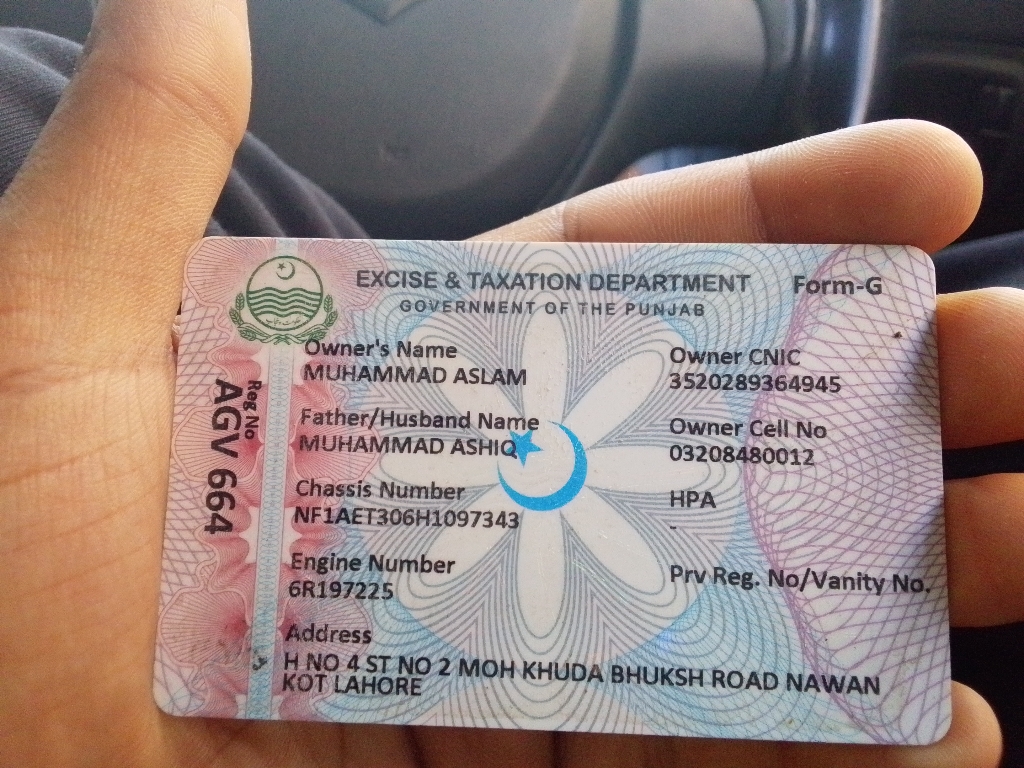 EXCISE & TAXATION DEPARTMENT Form-G
GOVERNMENT OF THE PUNJAB
Reg No
AGV 664
Owner's Name
MUHAMMAD ASLAM
Father/Husband Name
MUHAMMAD ASHIQ
Chassis Number
NF1AET306H1097343
Engine Number
6R197225
Owner CNIC
3520289364945
Owner Cell No
03208480012
HPA
-
Prv Reg. No/Vanity No.
Address
H NO 4 ST NO 2 MOH KHUDA BHUKSH ROAD NAWAN
KOT LAHORE